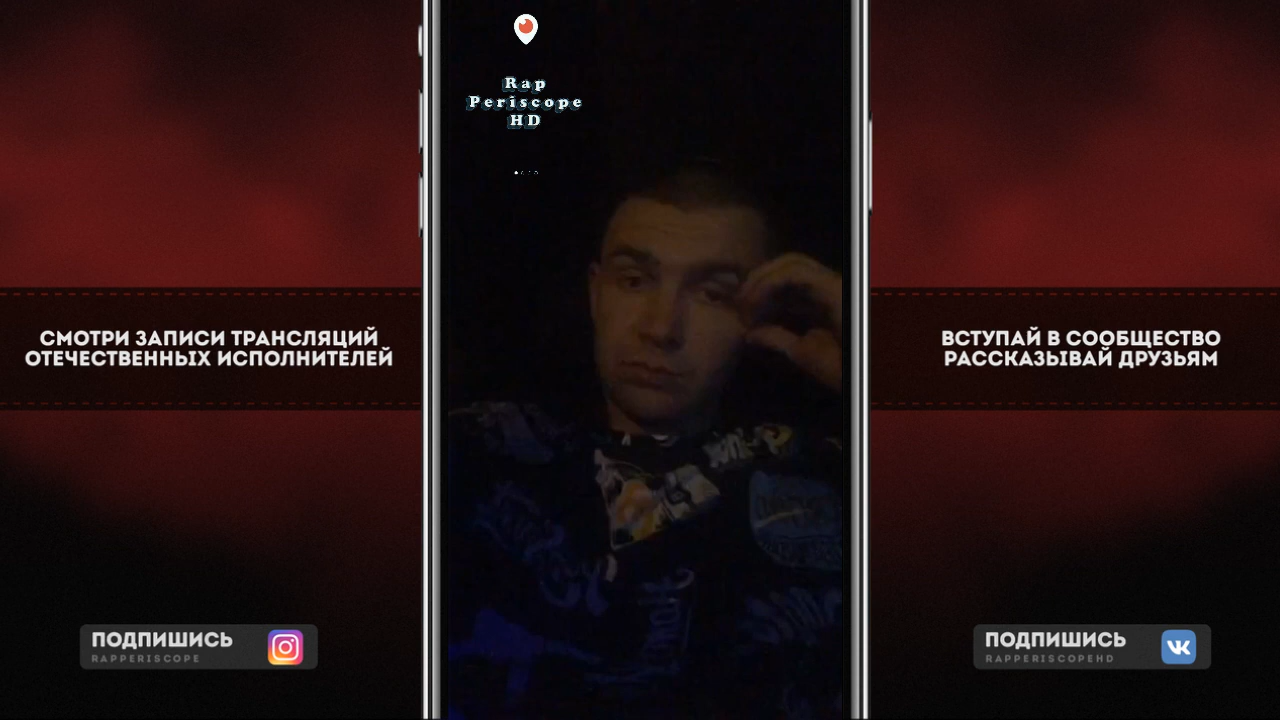 Rap
Periscope
HD
СМОТРИ ЗАПИСИ ТРАНСЛЯЦИЙ
ОТЕЧЕСТВЕННЫХ ИСПОЛНИТЕЛЕЙ
ВСТУПАЙ В СООБЩЕСТВО
РАССКАЗЫВАЙ ДРУЗЬЯМ
ПОДПИШИСЬ
RAPPERISCOPE
ПОДПИШИСЬ
RAPPERISCOPEHD